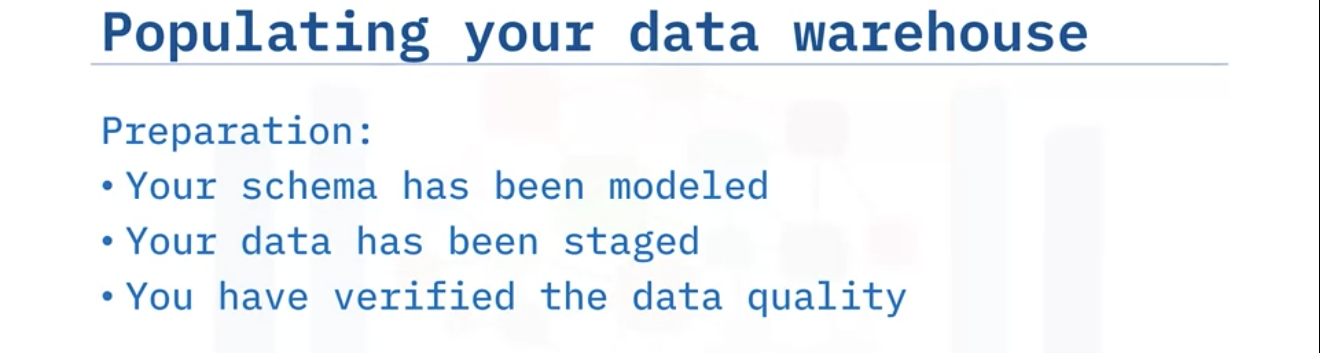 Populating your data warehouse
Preparation:
• Your schema has been modeled
• Your data has been staged
• You have verified the data quality